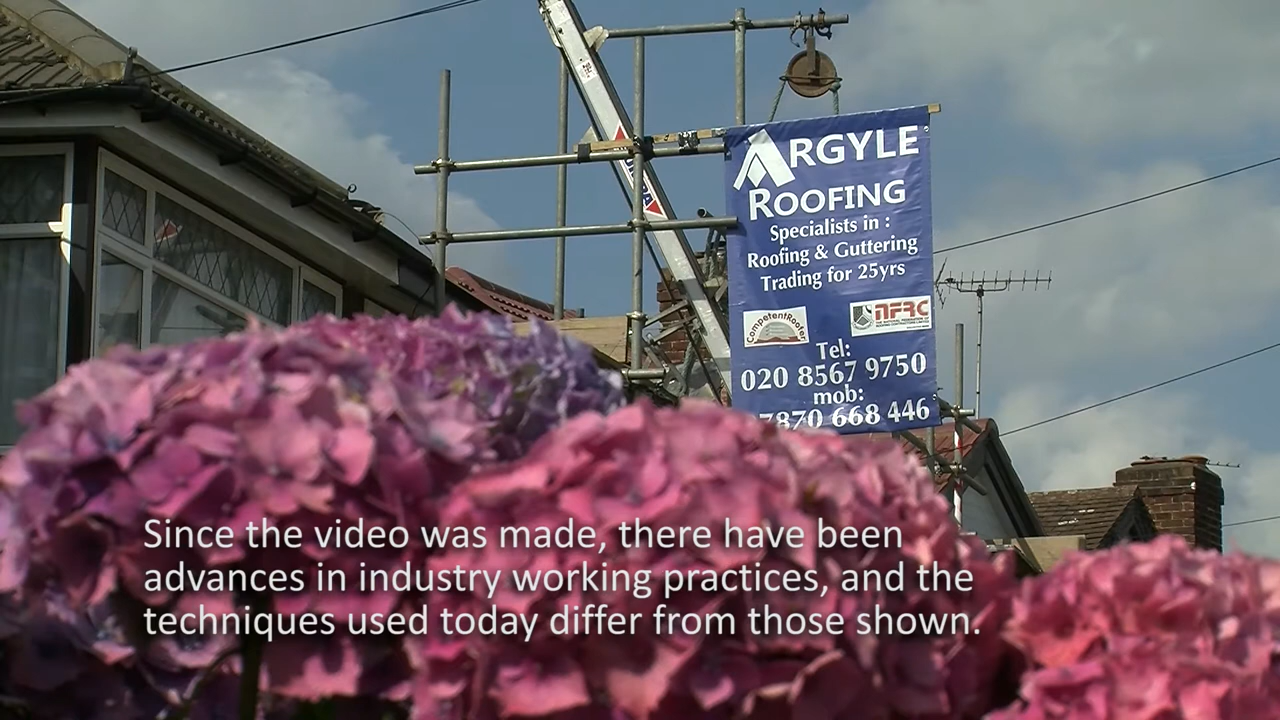 ARGYLE
ROOFING
Specialists in :
Roofing & Guttering
Trading for 25yrs
CompetentRoofer
NFRC
Tel:
020 8567 9750
mob:
7870 668 446
Since the video was made, there have been
advances in industry working practices, and the
techniques used today differ from those shown.